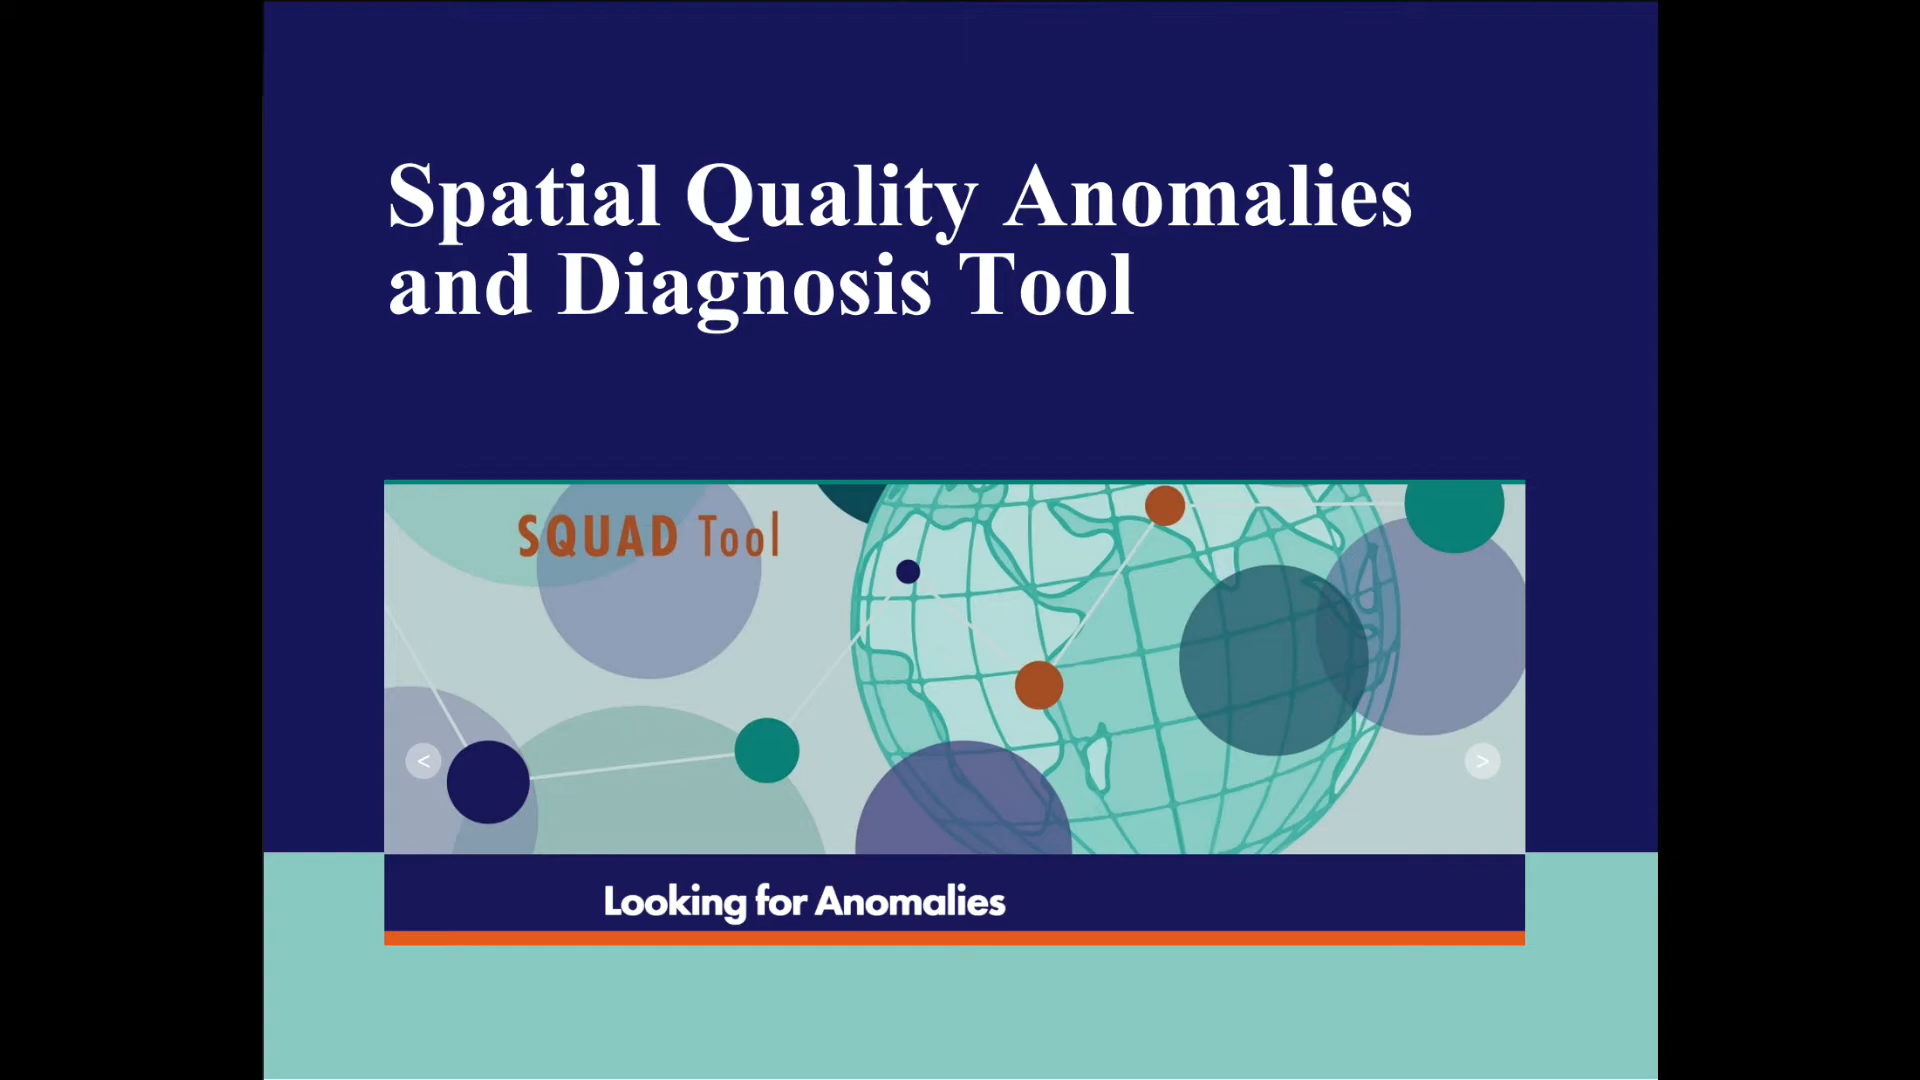 Spatial Quality Anomalies
and Diagnosis Tool
SQUAD Tool
<
>
Looking for Anomalies